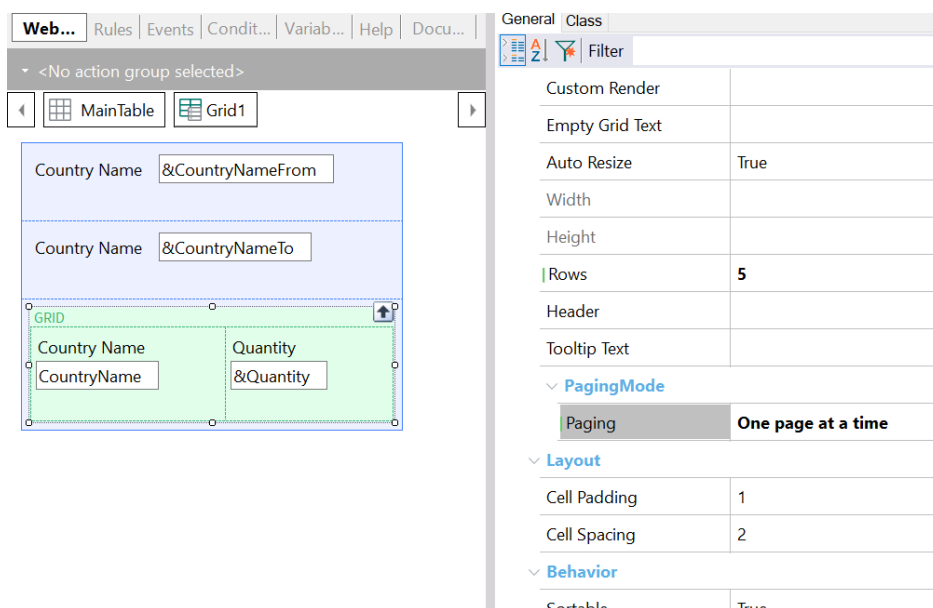 Web...
Rules
Events
Condit...
Variab...
Help
Docu...
<No action group selected>
MainTable
Grid1
Country Name
&CountryNameFrom
Country Name
&CountryNameTo
GRID
Country Name
Quantity
CountryName
&Quantity
General
Class
Filter
Custom Render
Empty Grid Text
Auto Resize True
Width
Height
Rows 5
Header
Tooltip Text
PagingMode
Paging One page at a time
Layout
Cell Padding 1
Cell Spacing 2
Behavior
Sortable True